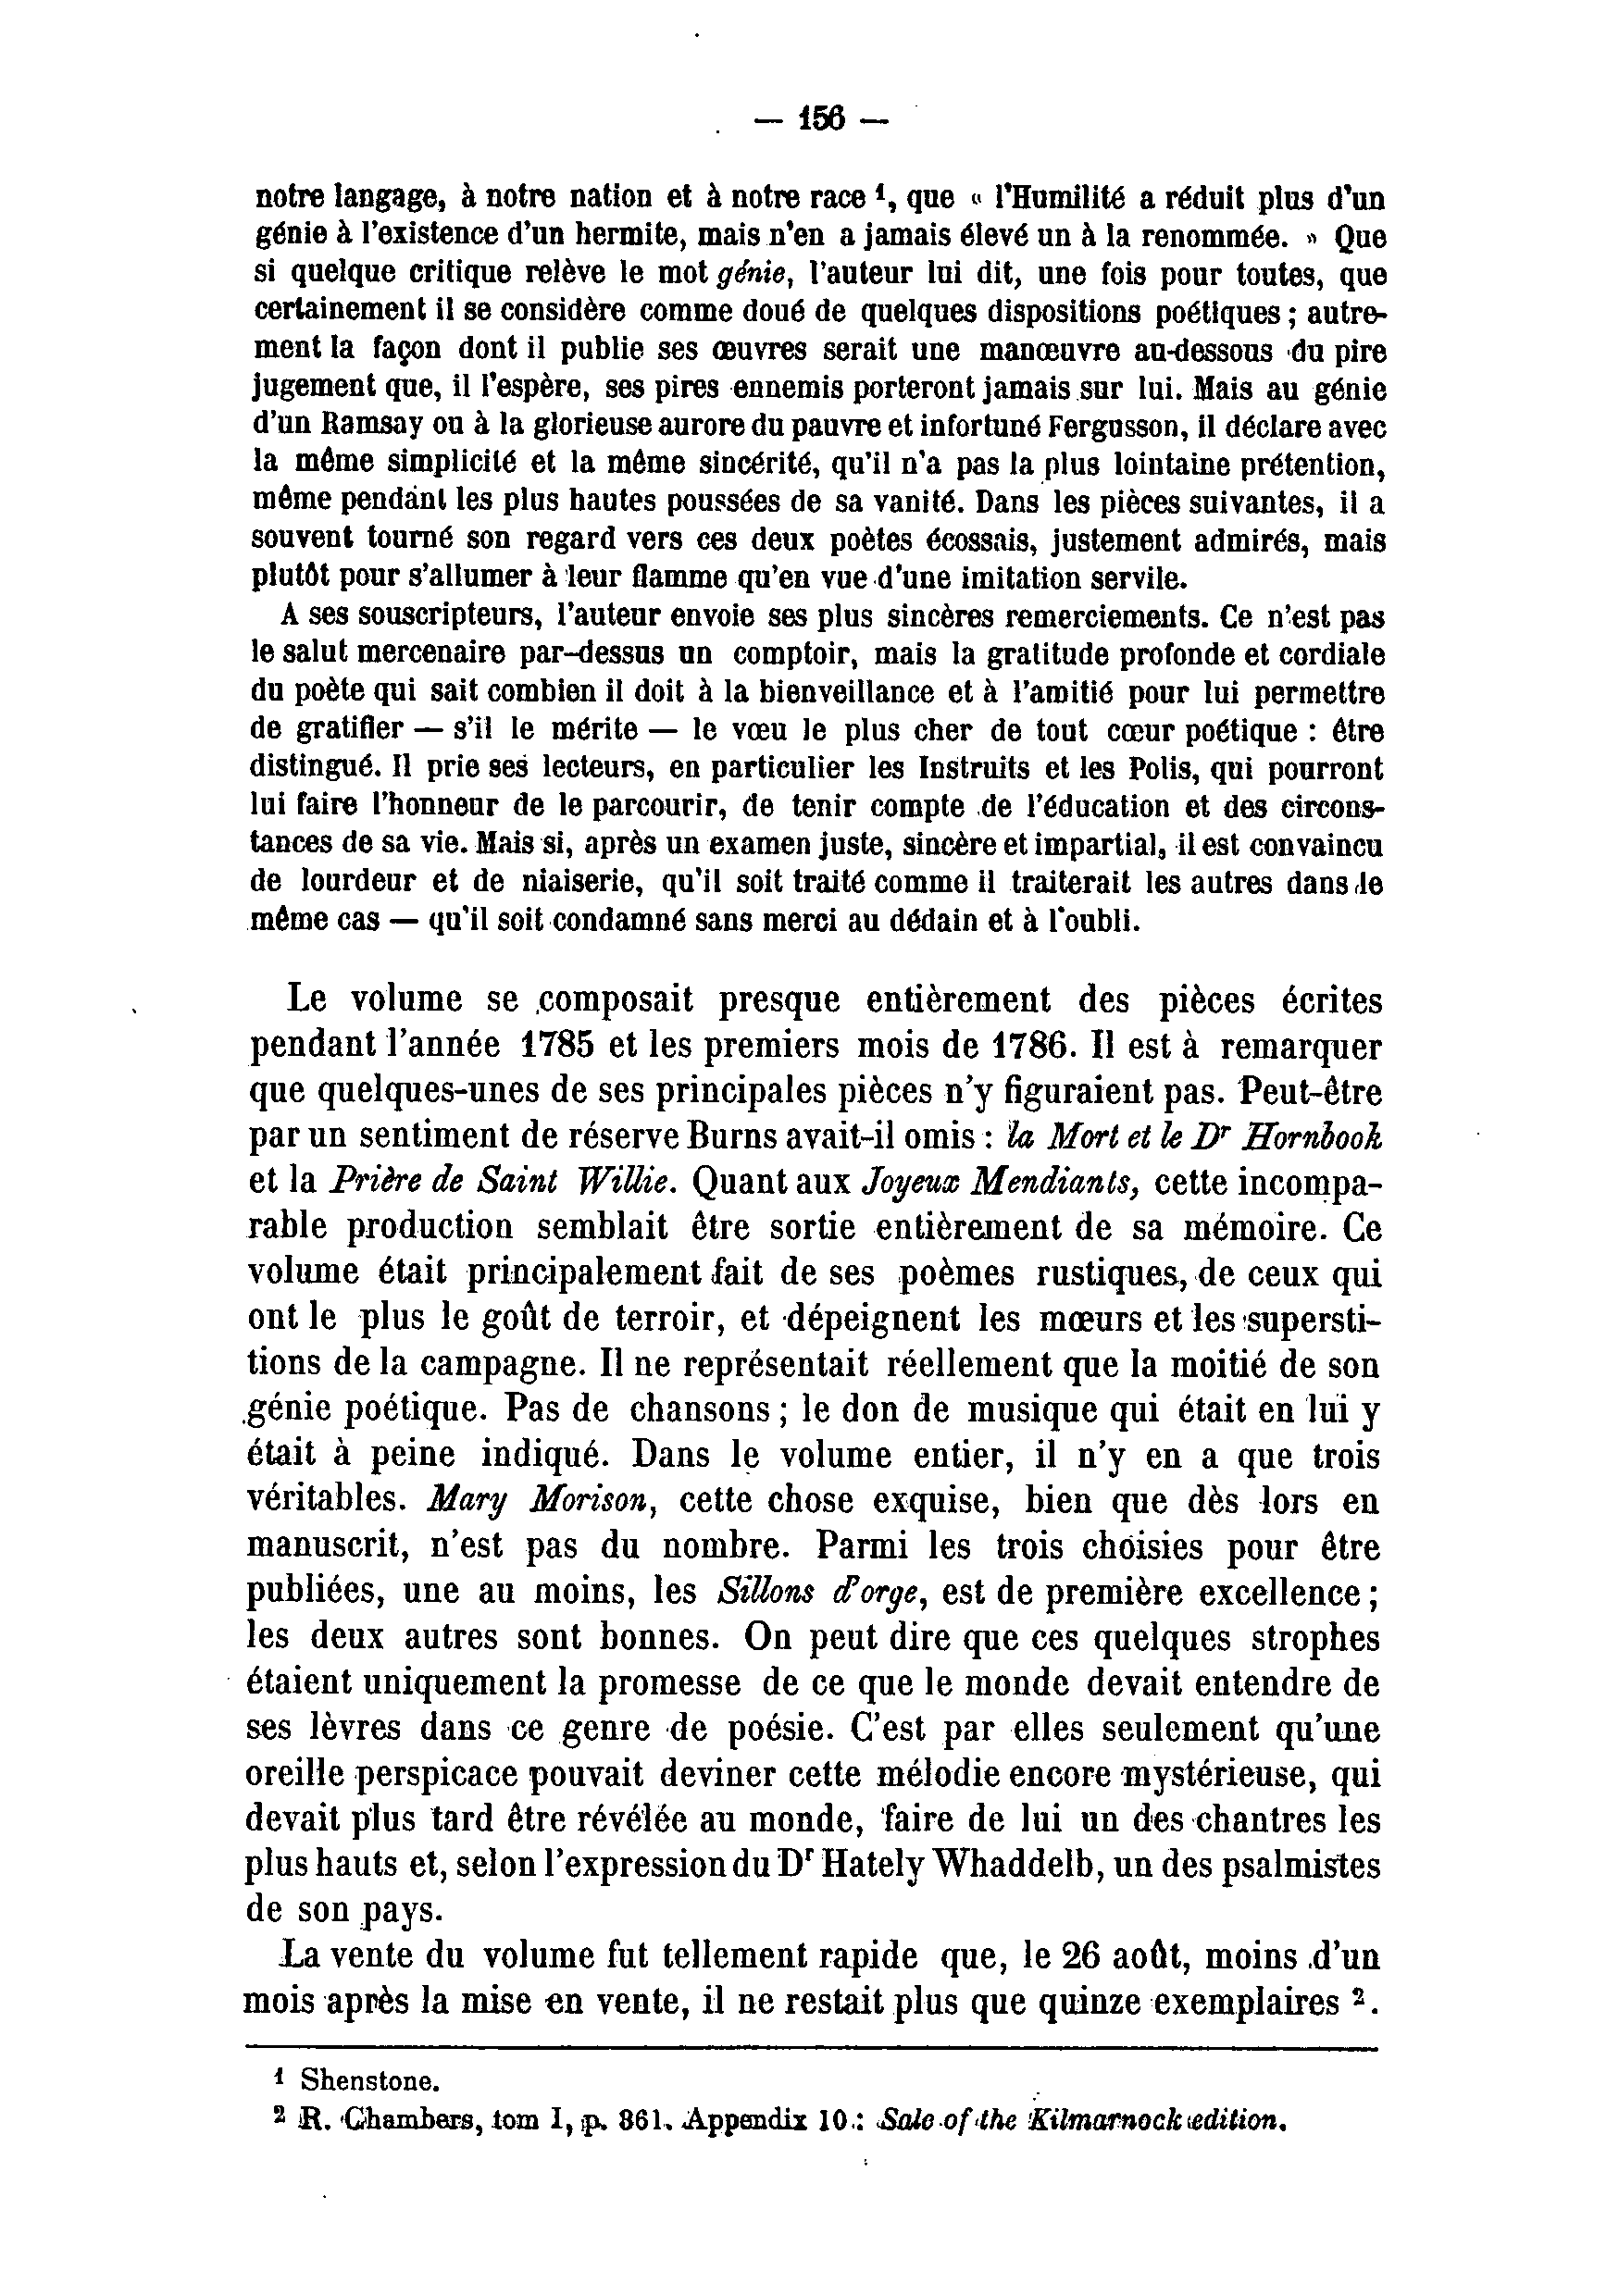 — 156 —
notre langage, à notre nation et à notre race ¹, que « l'Humilité a réduit plus d'un
génie à l'existence d'un hermite, mais n'en a jamais élevé un à la renommée. » Que
si quelque critique relève le mot génie, l'auteur lui dit, une fois pour toutes, que
certainement il se considère comme doué de quelques dispositions poétiques ; autre-
ment la façon dont il publie ses œuvres serait une manœuvre au-dessous du pire
jugement que, il l'espère, ses pires ennemis porteront jamais sur lui. Mais au génie
d'un Ramsay ou à la glorieuse aurore du pauvre et infortuné Fergusson, il déclare avec
la même simplicité et la même sincérité, qu'il n'a pas la plus lointaine prétention,
même pendant les plus hautes poussées de sa vanité. Dans les pièces suivantes, il a
souvent tourné son regard vers ces deux poètes écossais, justement admirés, mais
plutôt pour s'allumer à leur flamme qu'en vue d'une imitation servile.
A ses souscripteurs, l'auteur envoie ses plus sincères remerciements. Ce n'est pas
le salut mercenaire par-dessus un comptoir, mais la gratitude profonde et cordiale
du poète qui sait combien il doit à la bienveillance et à l'amitié pour lui permettre
de gratifier — s'il le mérite — le vœu le plus cher de tout cœur poétique : être
distingué. Il prie ses lecteurs, en particulier les Instruits et les Polis, qui pourront
lui faire l'honneur de le parcourir, de tenir compte de l'éducation et des circons-
tances de sa vie. Mais si, après un examen juste, sincère et impartial, il est convaincu
de lourdeur et de niaiserie, qu'il soit traité comme il traiterait les autres dans le
même cas — qu'il soit condamné sans merci au dédain et à l'oubli.
Le volume se composait presque entièrement des pièces écrites
pendant l'année 1785 et les premiers mois de 1786. Il est à remarquer
que quelques-unes de ses principales pièces n'y figuraient pas. Peut-être
par un sentiment de réserve Burns avait-il omis : la Mort et le Dʳ Hornbook
et la Prière de Saint Willie. Quant aux Joyeux Mendiants, cette incompa-
rable production semblait être sortie entièrement de sa mémoire. Ce
volume était principalement fait de ses poèmes rustiques, de ceux qui
ont le plus le goût de terroir, et dépeignent les mœurs et les supersti-
tions de la campagne. Il ne représentait réellement que la moitié de son
génie poétique. Pas de chansons ; le don de musique qui était en lui y
était à peine indiqué. Dans le volume entier, il n'y en a que trois
véritables. Mary Morison, cette chose exquise, bien que dès lors en
manuscrit, n'est pas du nombre. Parmi les trois choisies pour être
publiées, une au moins, les Sillons d'orge, est de première excellence ;
les deux autres sont bonnes. On peut dire que ces quelques strophes
étaient uniquement la promesse de ce que le monde devait entendre de
ses lèvres dans ce genre de poésie. C'est par elles seulement qu'une
oreille perspicace pouvait deviner cette mélodie encore mystérieuse, qui
devait plus tard être révélée au monde, faire de lui un des chantres les
plus hauts et, selon l'expression du Dʳ Hately Whaddelb, un des psalmistes
de son pays.
La vente du volume fut tellement rapide que, le 26 août, moins d'un
mois après la mise en vente, il ne restait plus que quinze exemplaires ².
¹ Shenstone.
² R. Chambers, tom I, p. 361. Appendix 10 : Sale of the Kilmarnock edition.